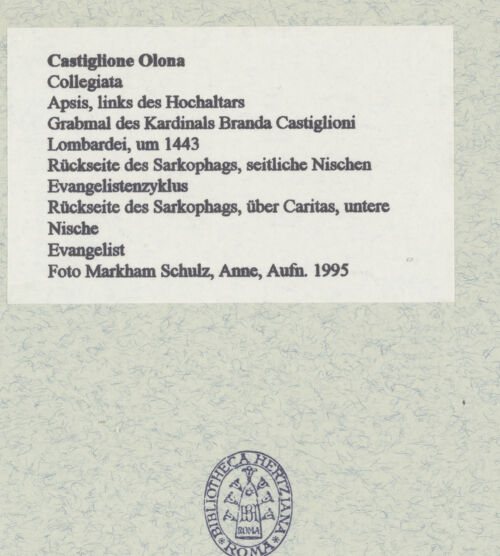 Castiglione Olona
Collegiata
Apsis, links des Hochaltars
Grabmal des Kardinals Branda Castiglioni
Lombardei, um 1443
Rückseite des Sarkophags, seitliche Nischen
Evangelistenzyklus
Rückseite des Sarkophags, über Caritas, untere
Nische
Evangelist
Foto Markham Schulz, Anne, Aufn. 1995
BIBLIOTHECA HERTZIANA
ROMA
ROMA